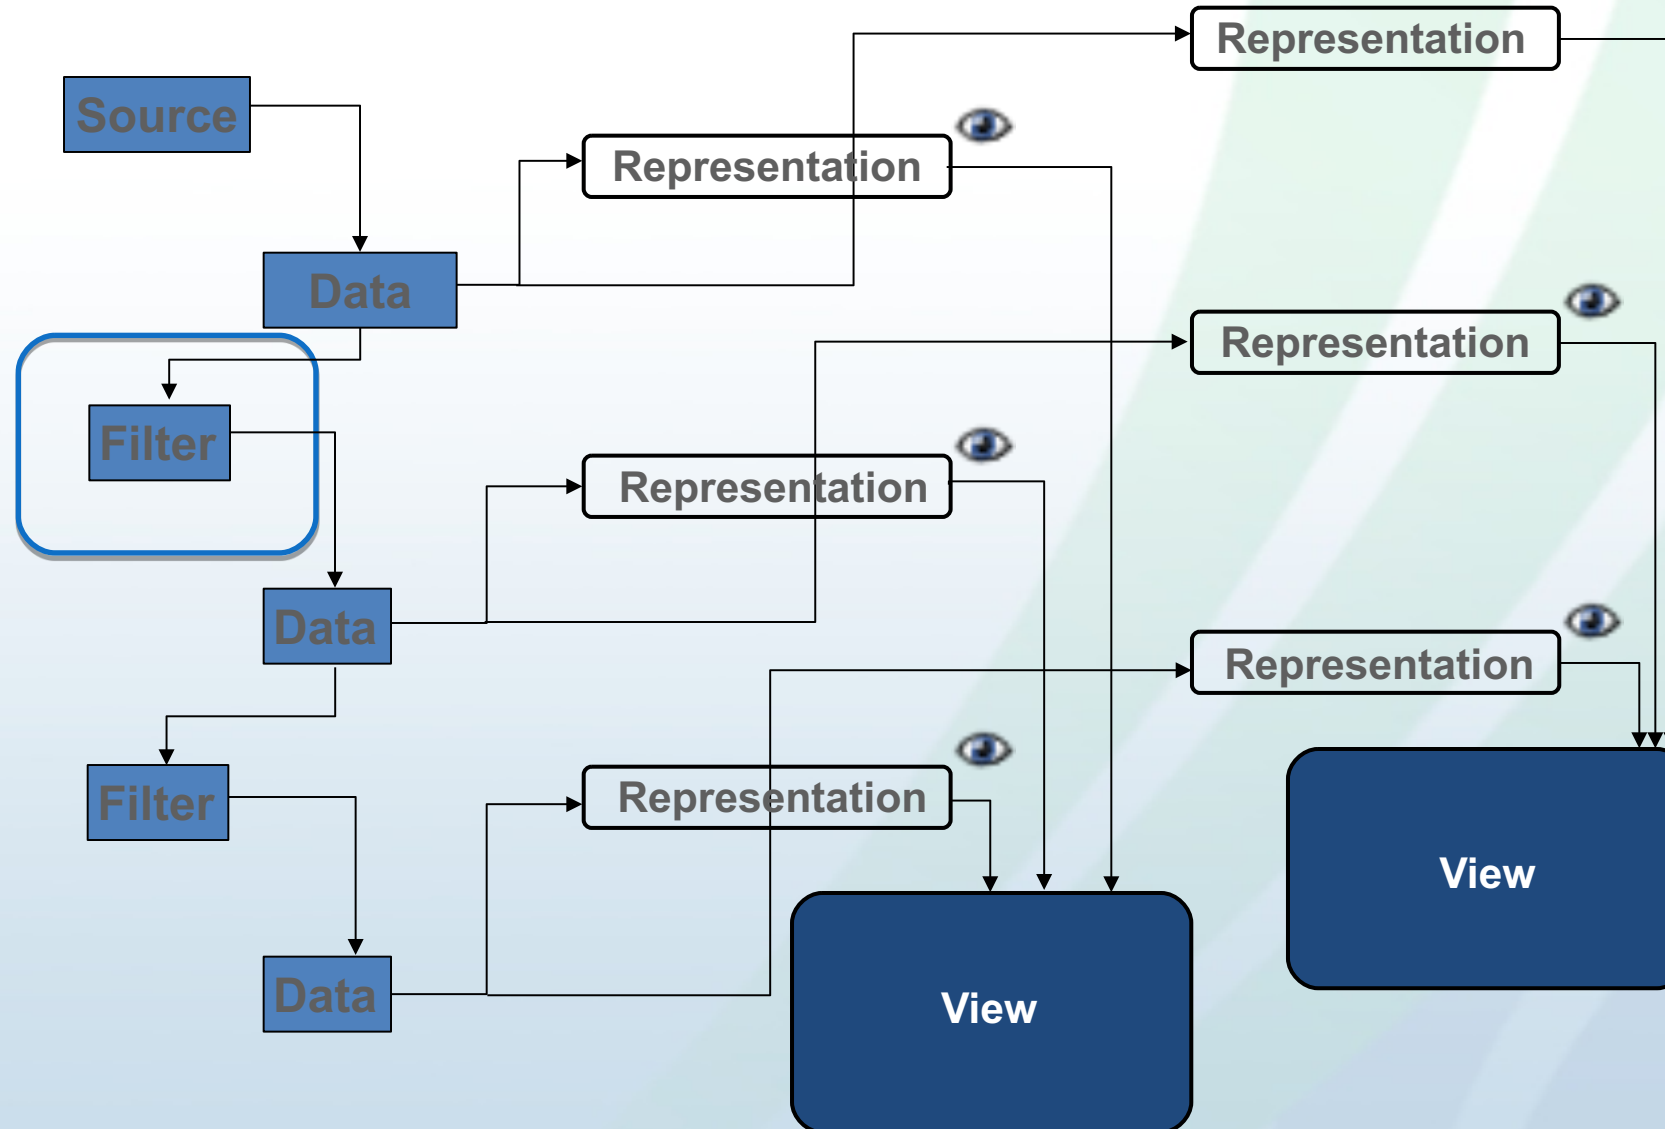 Representation
Source
Representation
Data
Representation
Filter
Representation
Data
Representation
Filter
Representation
View
Data
View